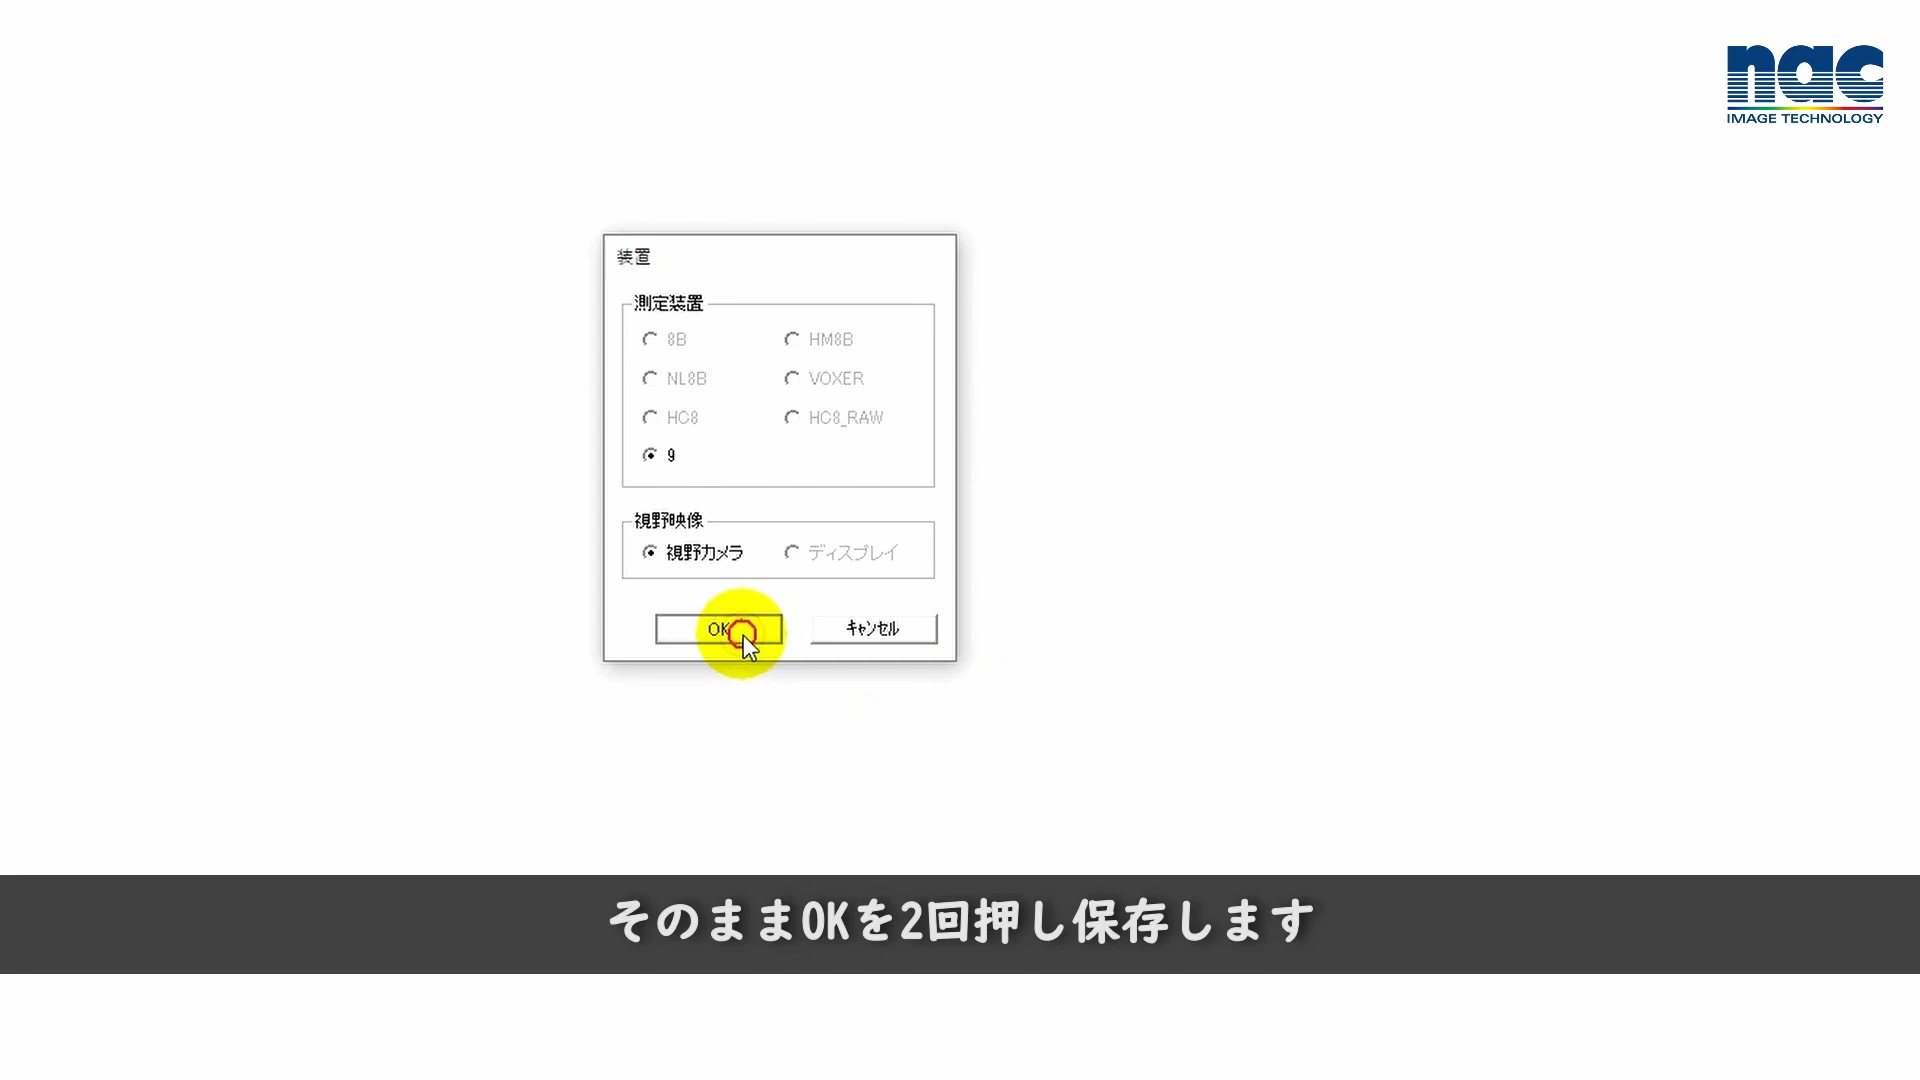 nac
IMAGE TECHNOLOGY
装置
測定装置
8B
HM8B
NL8B
VOXER
HC8
HC8_RAW
9
視野映像
視野カメラ
ディスプレイ
OK
キャンセル
そのままOKを2回押し保存します